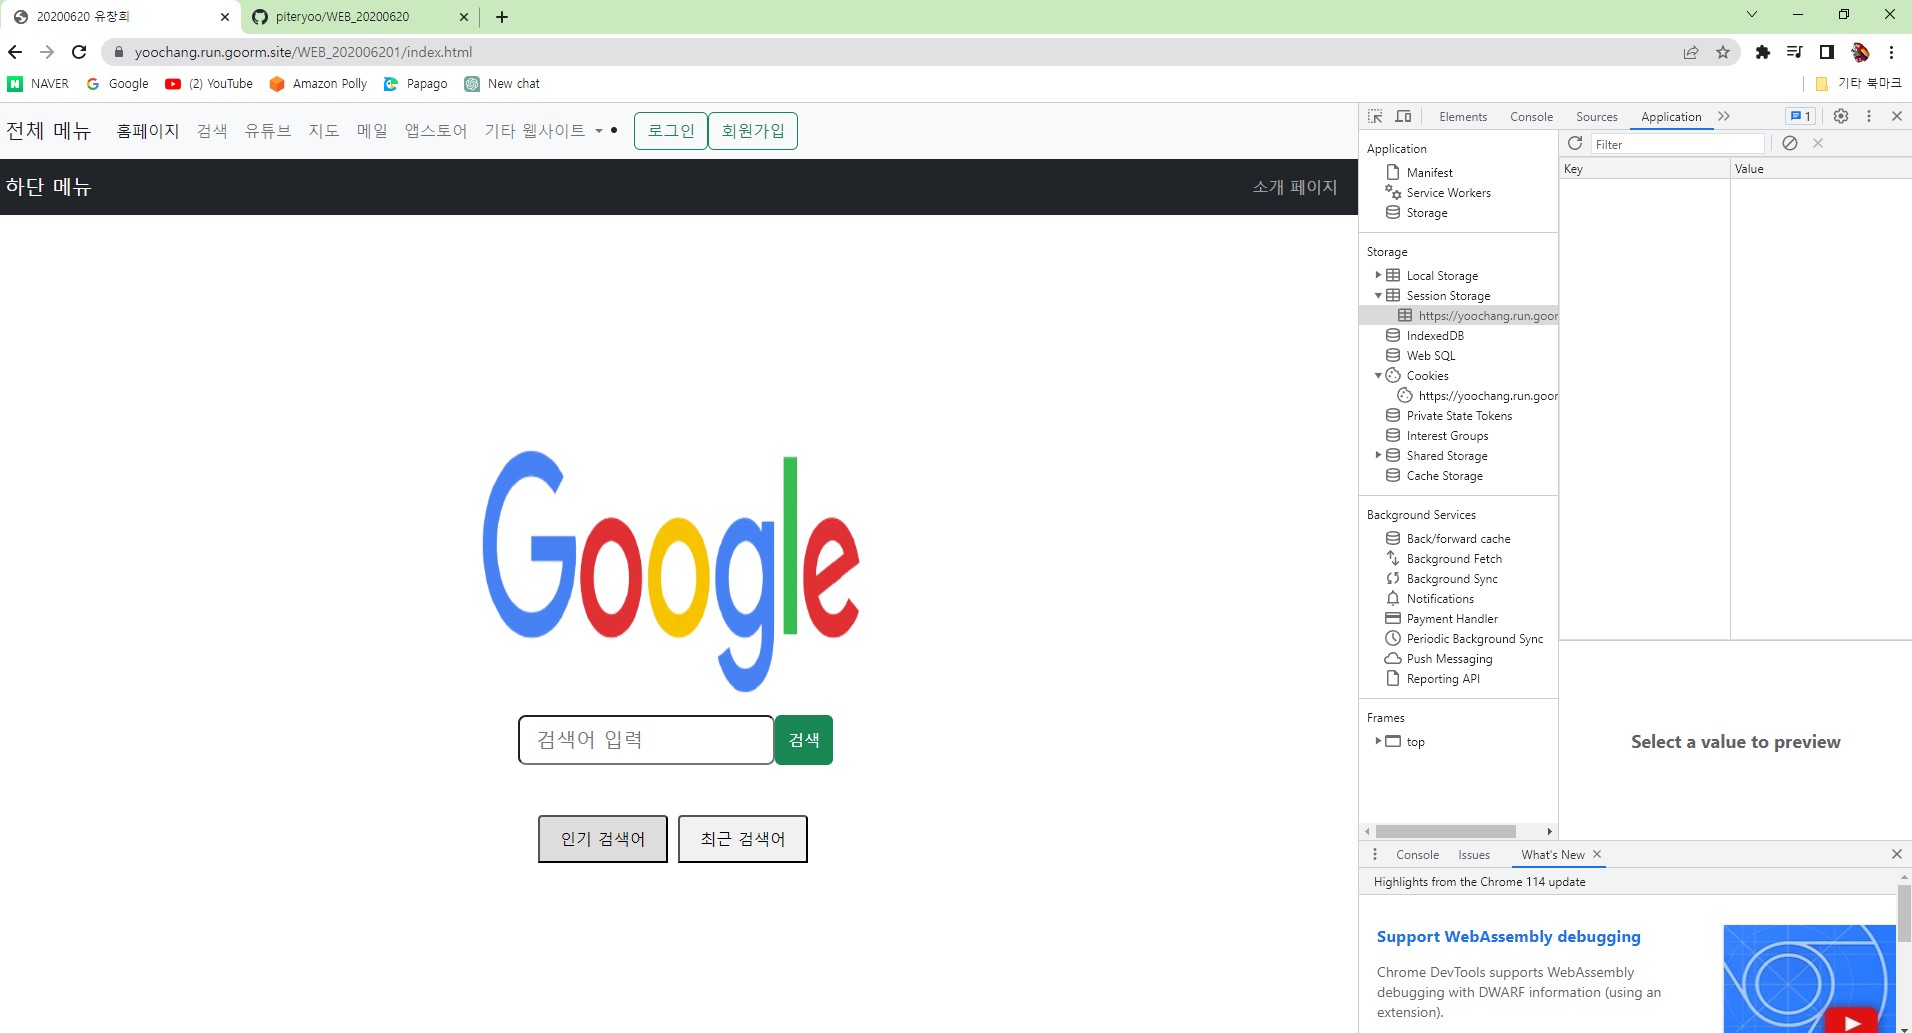 20200620 유창희
piteryoo/WEB_20200620
yoochang.run.goorm.site/WEB_202006201/index.html
NAVER Google (2) YouTube Amazon Polly Papago New chat 기타 북마크
전체 메뉴 홈페이지 검색 유튜브 지도 메일 앱스토어 기타 웹사이트 로그인 회원가입
하단 메뉴 소개 페이지
Google
검색어 입력 검색
인기 검색어 최근 검색어
Elements Console Sources Application 1
Filter
Key Value
Application
Manifest
Service Workers
Storage
Storage
Local Storage
Session Storage
https://yoochang.run.goor
IndexedDB
Web SQL
Cookies
https://yoochang.run.goor
Private State Tokens
Interest Groups
Shared Storage
Cache Storage
Background Services
Back/forward cache
Background Fetch
Background Sync
Notifications
Payment Handler
Periodic Background Sync
Push Messaging
Reporting API
Frames
top
Select a value to preview
Console Issues What's New
Highlights from the Chrome 114 update
Support WebAssembly debugging
Chrome DevTools supports WebAssembly
debugging with DWARF information (using an
extension).